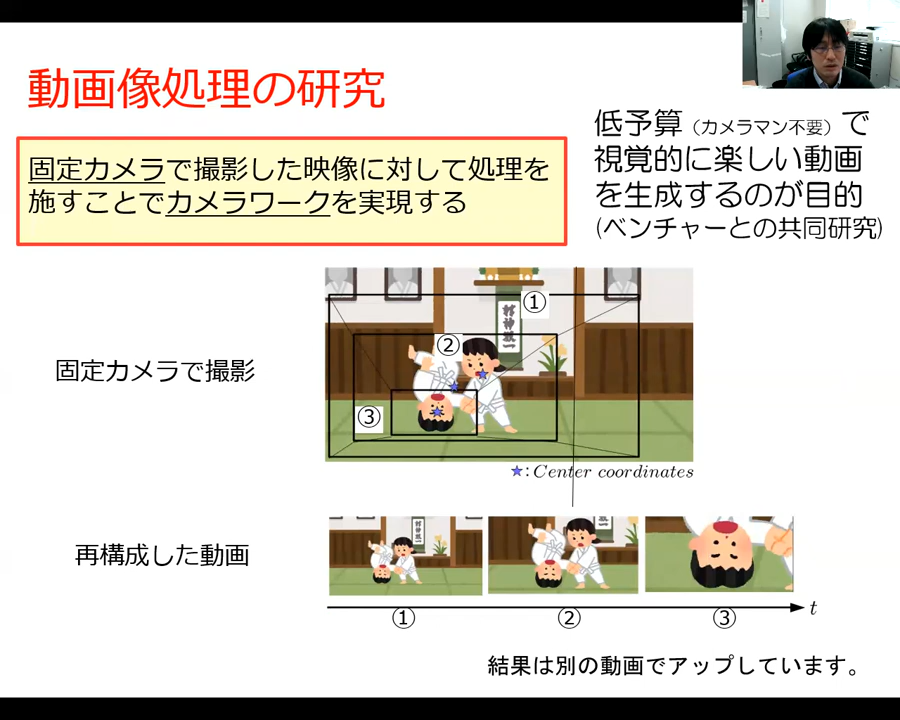 動画像処理の研究
固定カメラで撮影した映像に対して処理を
施すことでカメラワークを実現する
低予算（カメラマン不要）で
視覚的に楽しい動画
を生成するのが目的
(ベンチャーとの共同研究)
①
②
③
固定カメラで撮影
★:Center coordinates
再構成した動画
t
① ② ③
結果は別の動画でアップしています。